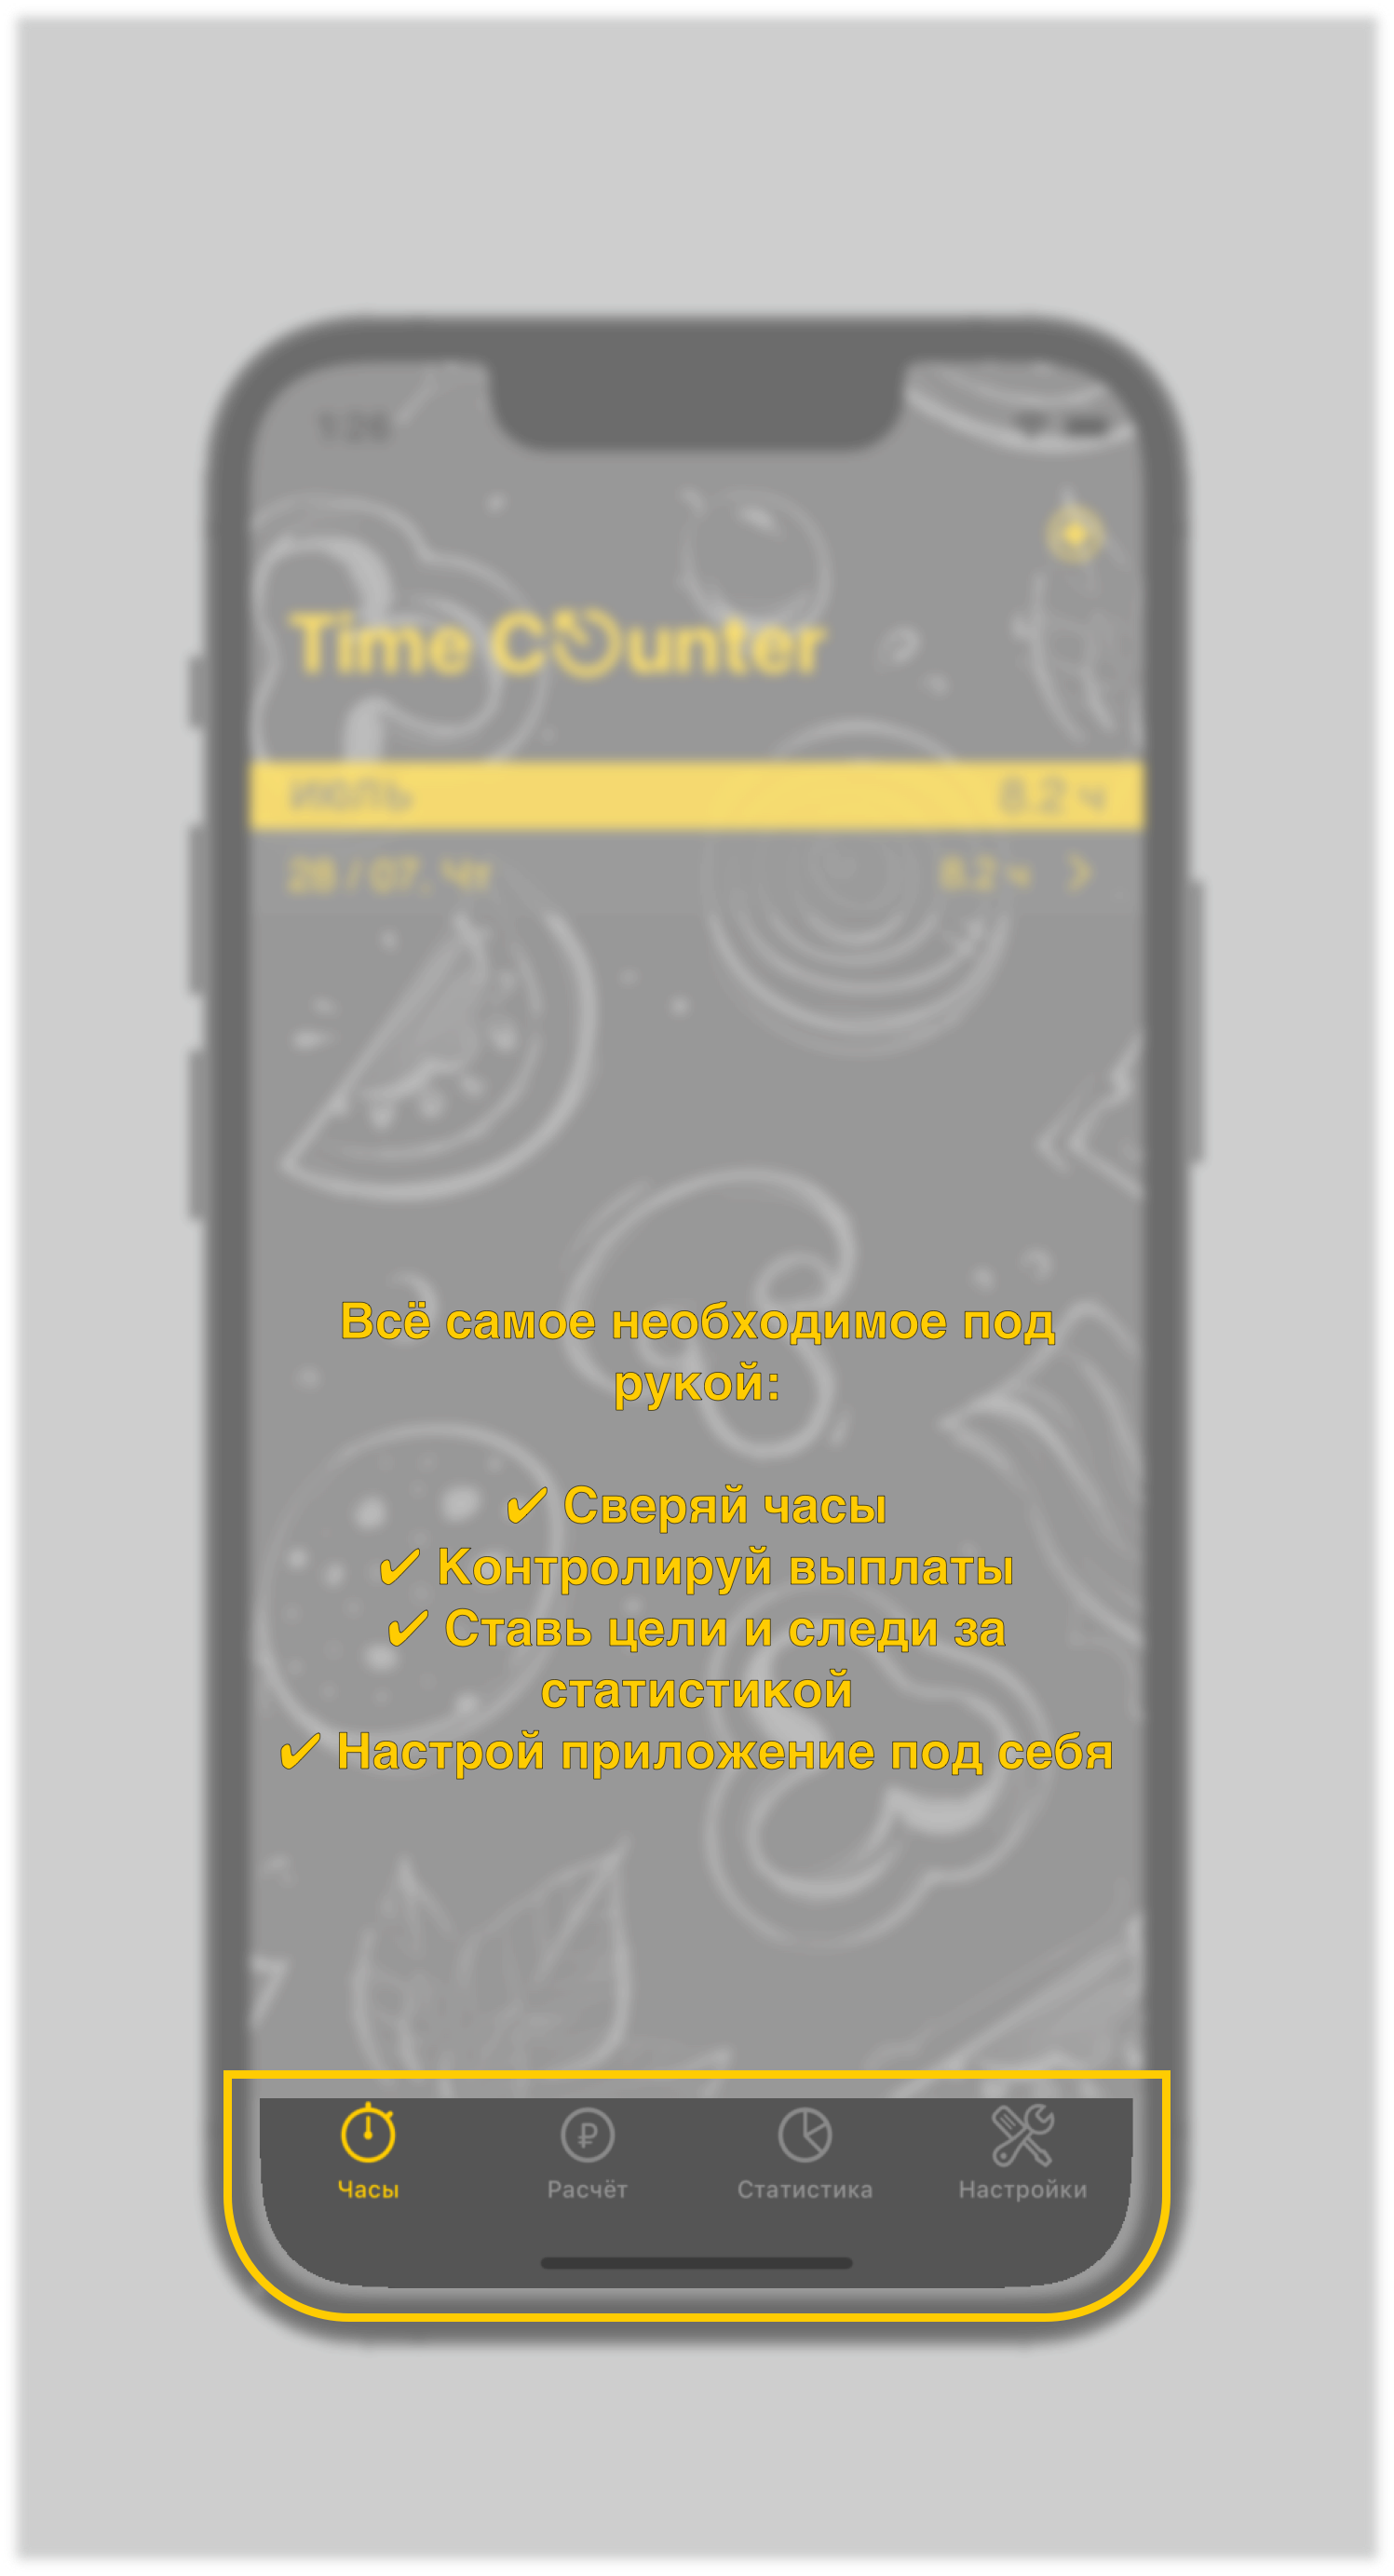 1:26
Time Counter
ИЮЛЬ 8.2 ч
28 / 07, Чт 8.2 ч
Всё самое необходимое под
рукой:
✔ Сверяй часы
✔ Контролируй выплаты
✔ Ставь цели и следи за
статистикой
✔ Настрой приложение под себя
Часы Расчёт Статистика Настройки